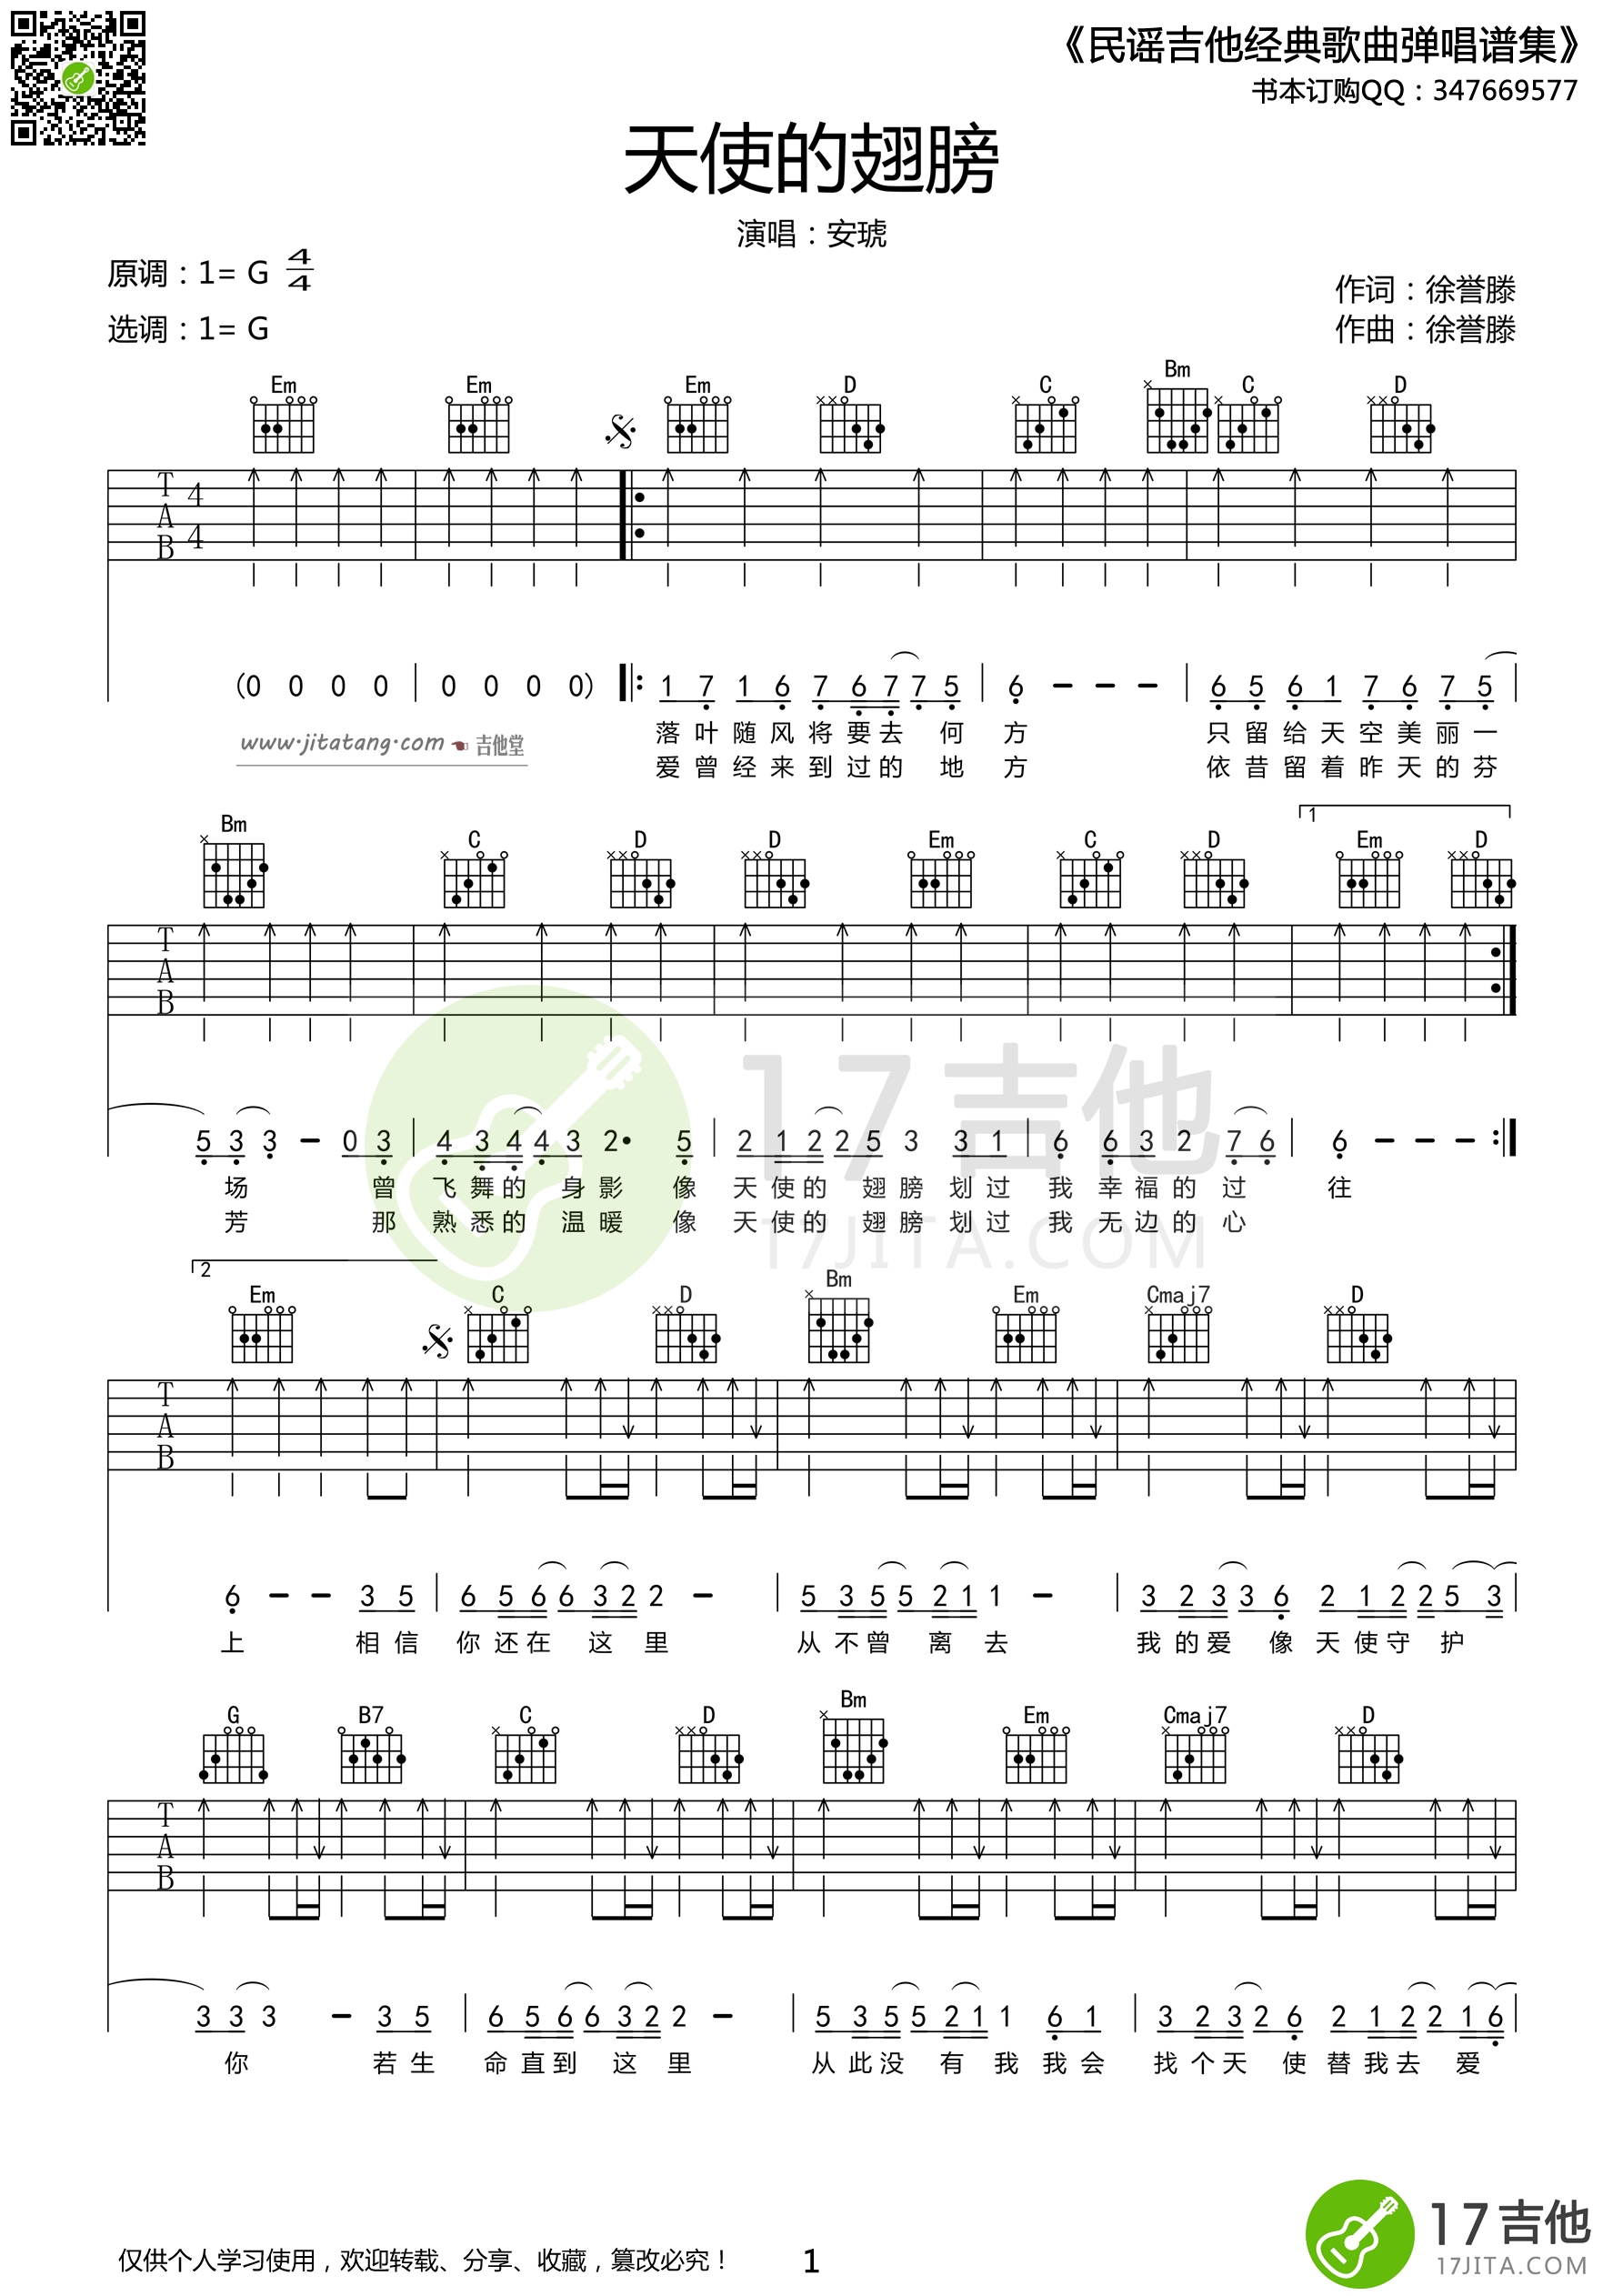 《民谣吉他经典歌曲弹唱谱集》
书本订购QQ：347669577
天使的翅膀
演唱：安琥
原调：1= G 4/4
选调：1= G
作词：徐誉滕
作曲：徐誉滕
Em Em Em D C Bm C D
T A B 4 4
(0 0 0 0 | 0 0 0 0) |: 1 7 1 6 7 6 7 7 5 | 6 - - - | 6 5 6 1 7 6 7 5 |
www.jitatang.com 吉他堂
落叶随风将要去 何 方 只留给天空美丽一
爱曾经来到过的 地 方 依昔留着昨天的芬
Bm C D D Em C D 1 Em D
T A B
5 3 3 - 0 3 | 4 3 4 4 3 2• 5 | 2 1 2 2 5 3 3 1 | 6 6 3 2 7 6 | 6 - - - :|
场 曾 飞舞的 身影 像 天使的 翅膀 划过 我 幸福的过 往
芳 那 熟悉的 温暖 像 天使的 翅膀 划过 我 无边的心
17吉他
17JITA.COM
2 Em C D Bm Em Cmaj7 D
T A B
6 - - 3 5 | 6 5 6 6 3 2 2 - | 5 3 5 5 2 1 1 - | 3 2 3 3 6 2 1 2 2 5 3 |
上 相信 你还在 这里 从不曾 离去 我的爱 像天使守 护
G B7 C D Bm Em Cmaj7 D
T A B
3 3 3 - 3 5 | 6 5 6 6 3 2 2 - | 5 3 5 5 2 1 1 6 1 | 3 2 3 2 6 2 1 2 2 1 6 |
你 若生 命直到 这里 从此没 有我我会 找个天 使替我去 爱
仅供个人学习使用，欢迎转载、分享、收藏，篡改必究！
1
17吉他
17JITA.COM